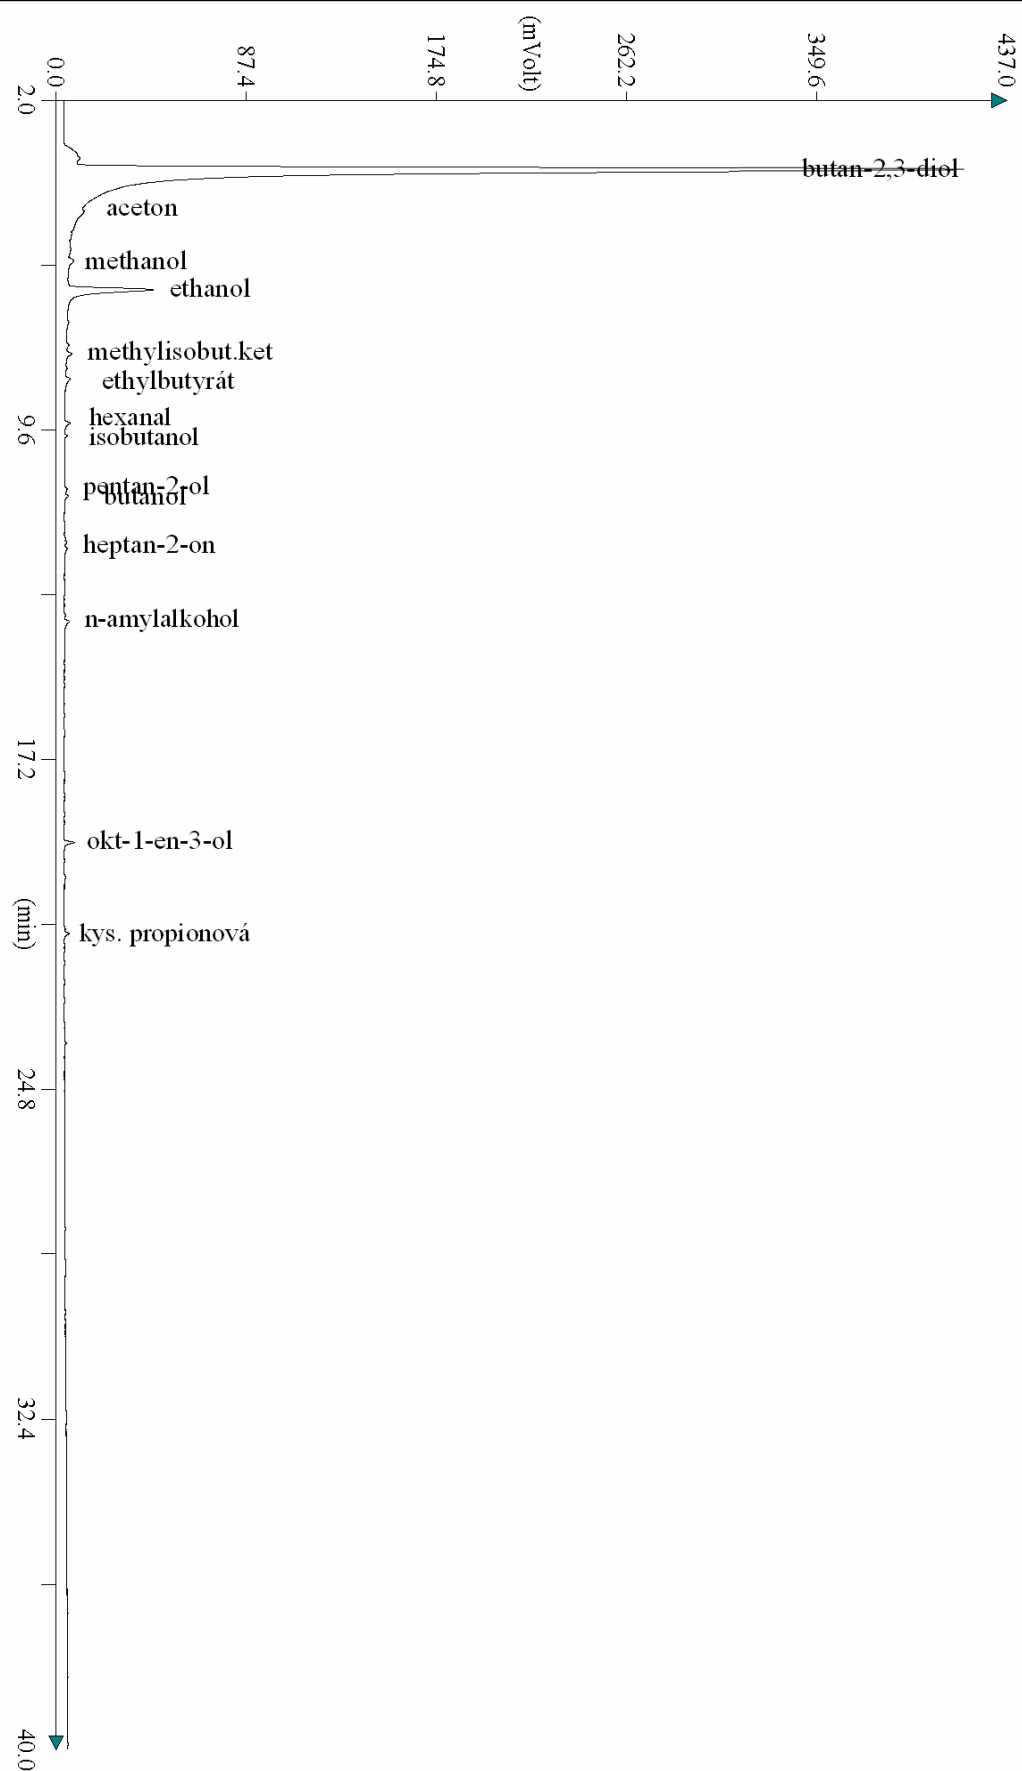 437.0
349.6
262.2
174.8
87.4
0.0
(mVolt)
2.0
9.6
17.2
24.8
32.4
40.0
(min)
butan-2,3-diol
aceton
methanol
ethanol
methylisobut.ket
ethylbutyrát
hexanal
isobutanol
pentan-2-ol
butanol
heptan-2-on
n-amylalkohol
okt-1-en-3-ol
kys. propionová